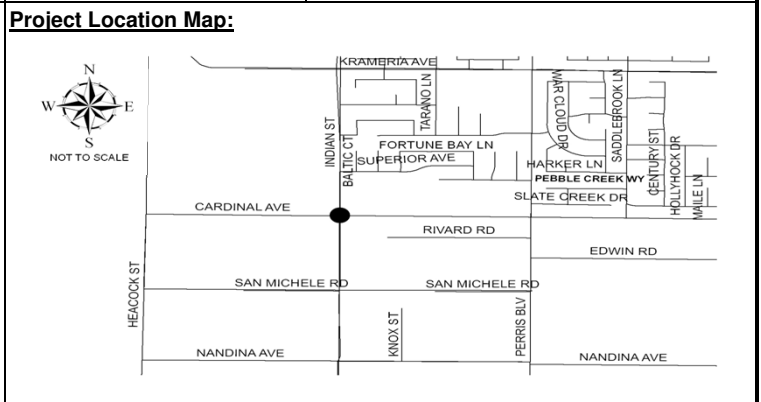 Project Location Map:
N
W
E
S
NOT TO SCALE
KRAMERIA AVE
INDIAN ST
BALTIC CT
TARANO LN
FORTUNE BAY LN
SUPERIOR AVE
WAR CLOUD DR
SADDLEBROOK LN
HARKER LN
PEBBLE CREEK WY
SLATE CREEK DR
CENTURY ST
HOLLYHOCK DR
MAILE LN
CARDINAL AVE
RIVARD RD
EDWIN RD
HEACOCK ST
SAN MICHELE RD
SAN MICHELE RD
KNOX ST
PERRIS BLV
NANDINA AVE
NANDINA AVE